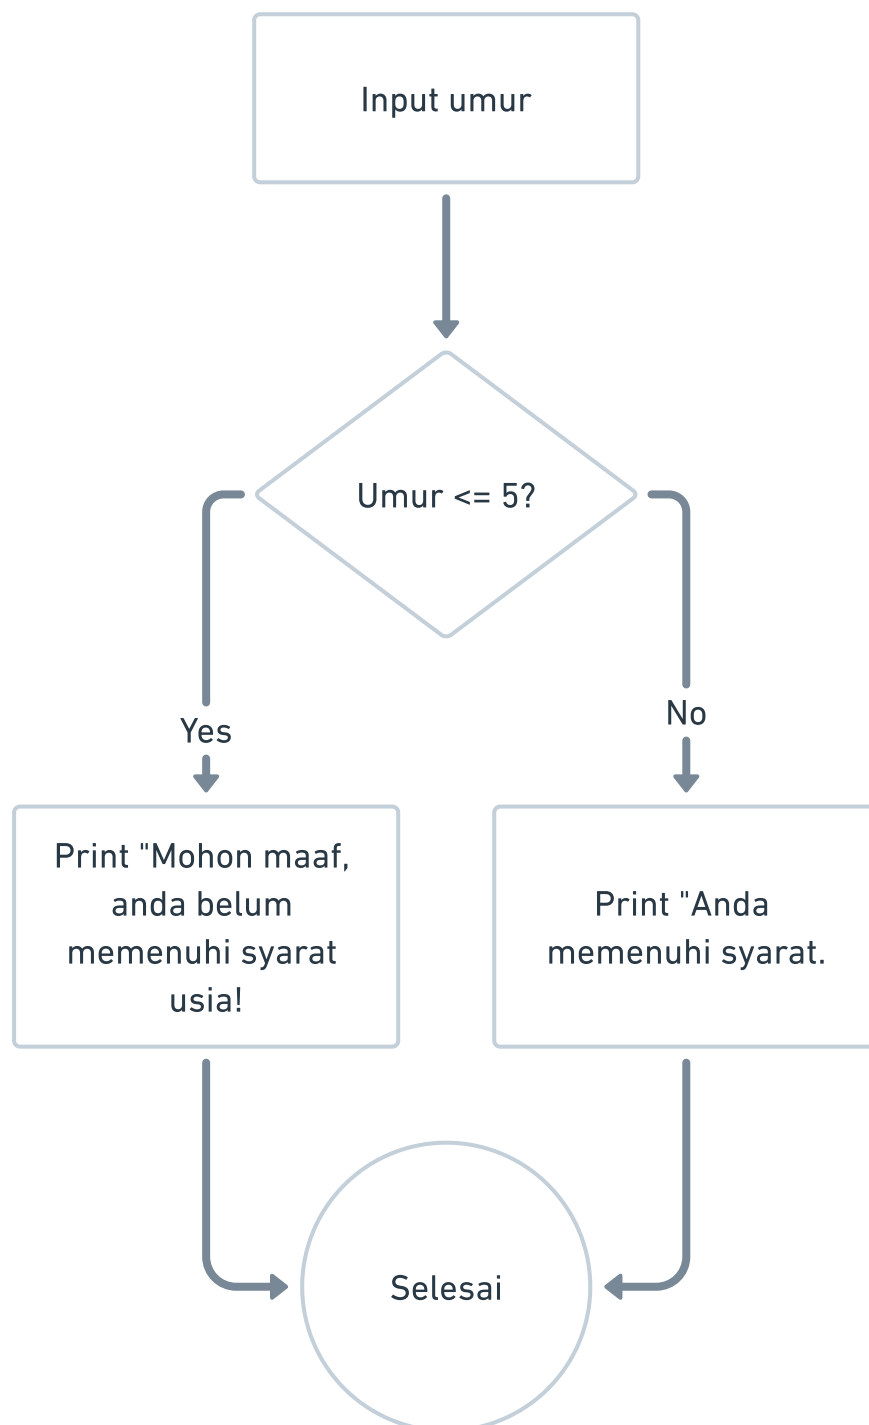 Input umur
Umur <= 5?
Yes
No
Print "Mohon maaf,
anda belum
memenuhi syarat
usia!
Print "Anda
memenuhi syarat.
Selesai